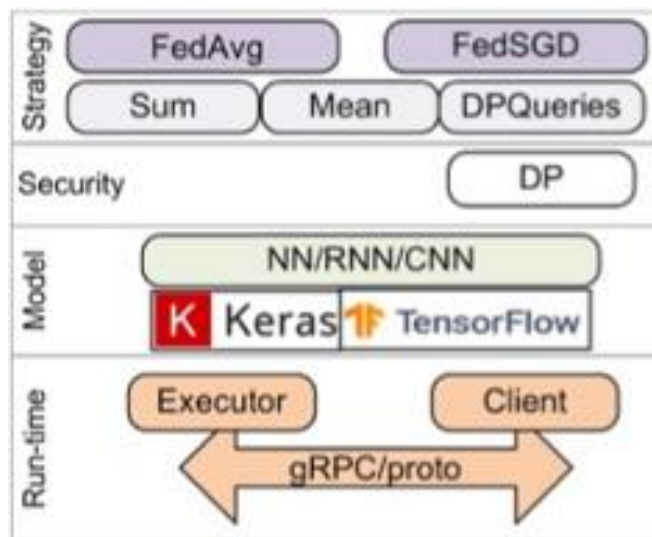 Strategy
FedAvg FedSGD
Sum Mean DPQueries
Security
DP
Model
NN/RNN/CNN
K Keras TensorFlow
Run-time
Executor Client
gRPC/proto